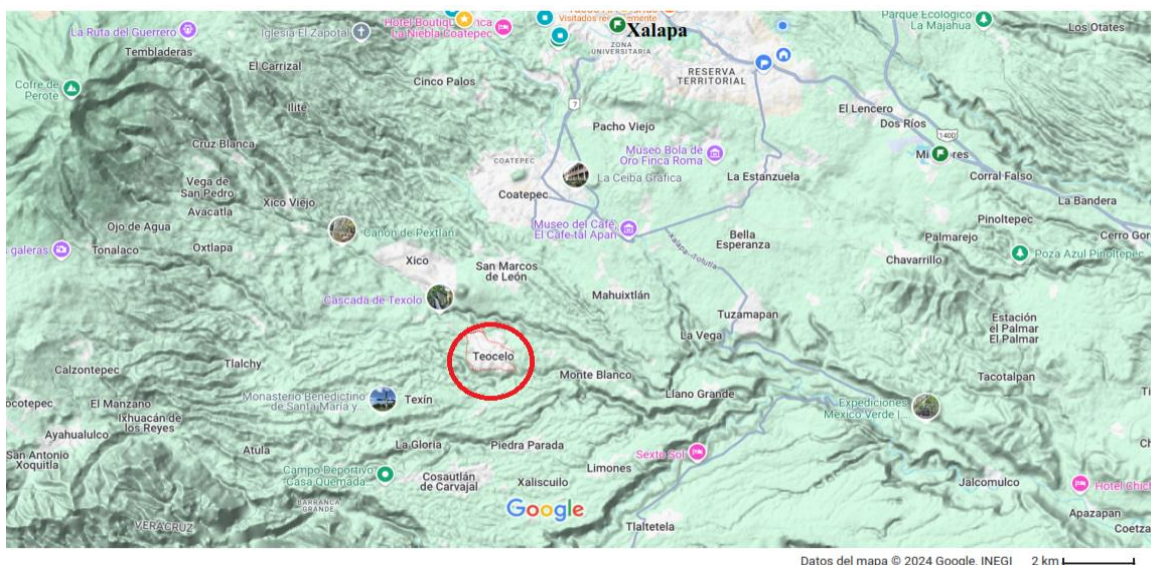 Visitados re
Xalapa
Parque Ecológico
La Majahua
Los Otates
La Ruta del Guerrero
Iglesia El Zapotal
Hotel Boutique
La Niebla Coatepec
ZONA
UNIVERSITARIA
Tembladeras
El Carrizal
Cinco Palos
RESERVA
TERRITORIAL
Cofre de
Perote
Ilite
7
El Lencero
Dos Ríos
1400
Pacho Viejo
Cruz Blanca
Museo Bola de
Oro Finca Roma
COATEPEC
La Ceiba Gráfica
La Estanzuela
Corral Falso
Vega de
San Pedro
Coatepec
La Bandera
Avacatla
Xico Viejo
Pinoltepec
Ojo de Agua
Cañón de Pextlán
Museo del Café
El Café-tal Apan
Bella
Esperanza
Palmarejo
Cerro Gor
galeras
Tonalaco
Oxtlapa
Xico
San Marcos
de León
Xalapa - Totutla
Chavarrillo
Poza Azul Pinoltepec
Cascada de Texolo
Mahuixtlán
Tuzamapan
Estación
el Palmar
El Palmar
La Vega
Teocelo
Calzontepec
Tlalchy
Monte Blanco
Tacotalpan
ocotepec
El Manzano
Monasterio Benedictino
de Santa María y
Texín
Llano Grande
Expediciones
México Verde
Ixhuacán de
los Reyes
Ayahualulco
Atula
La Gloria
Piedra Parada
San Antonio
Xoquitla
Sexto Sol
Campo Deportivo
Casa Quemada
Cosautlán
de Carvajal
Limones
Xaliscuilo
Jalcomulco
Hotel Chich
BARRANCA
GRANDE
Google
Apazapan
VERACRUZ
Tlaltetela
Coetza
Datos del mapa © 2024 Google, INEGI 2 km